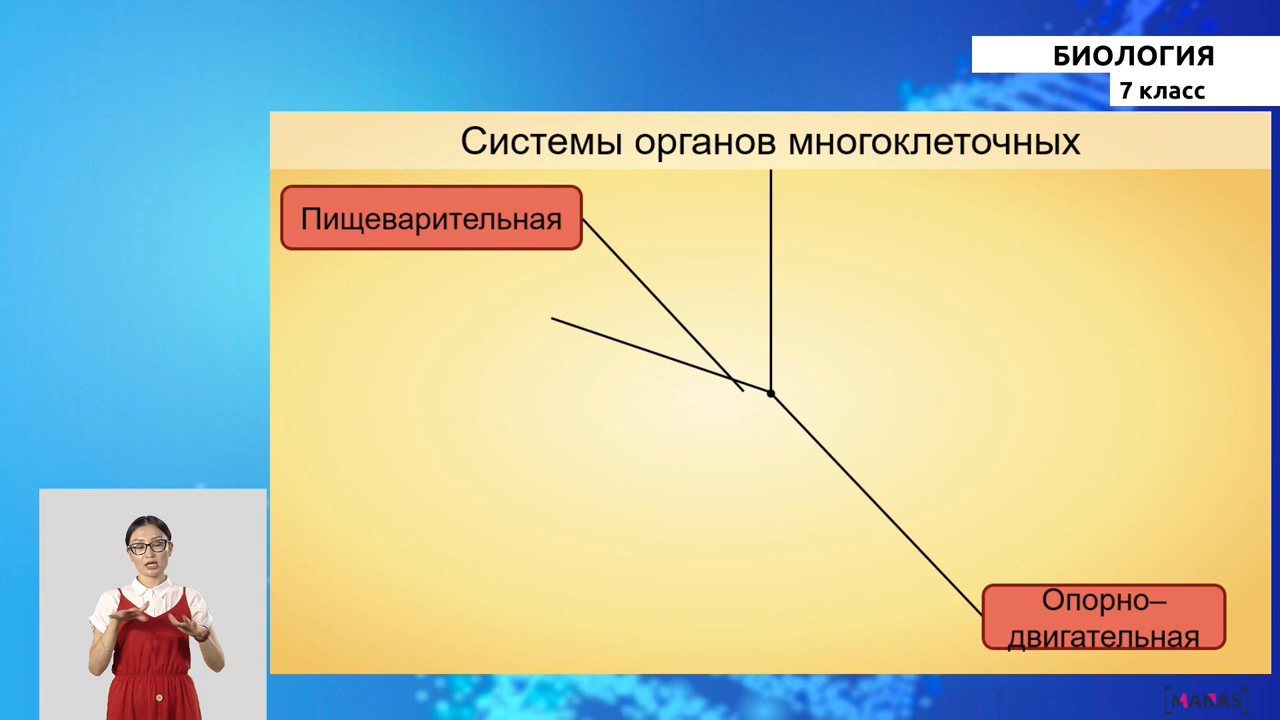 БИОЛОГИЯ
7 класс
Системы органов многоклеточных
Пищеварительная
Опорно–
двигательная
MANAS